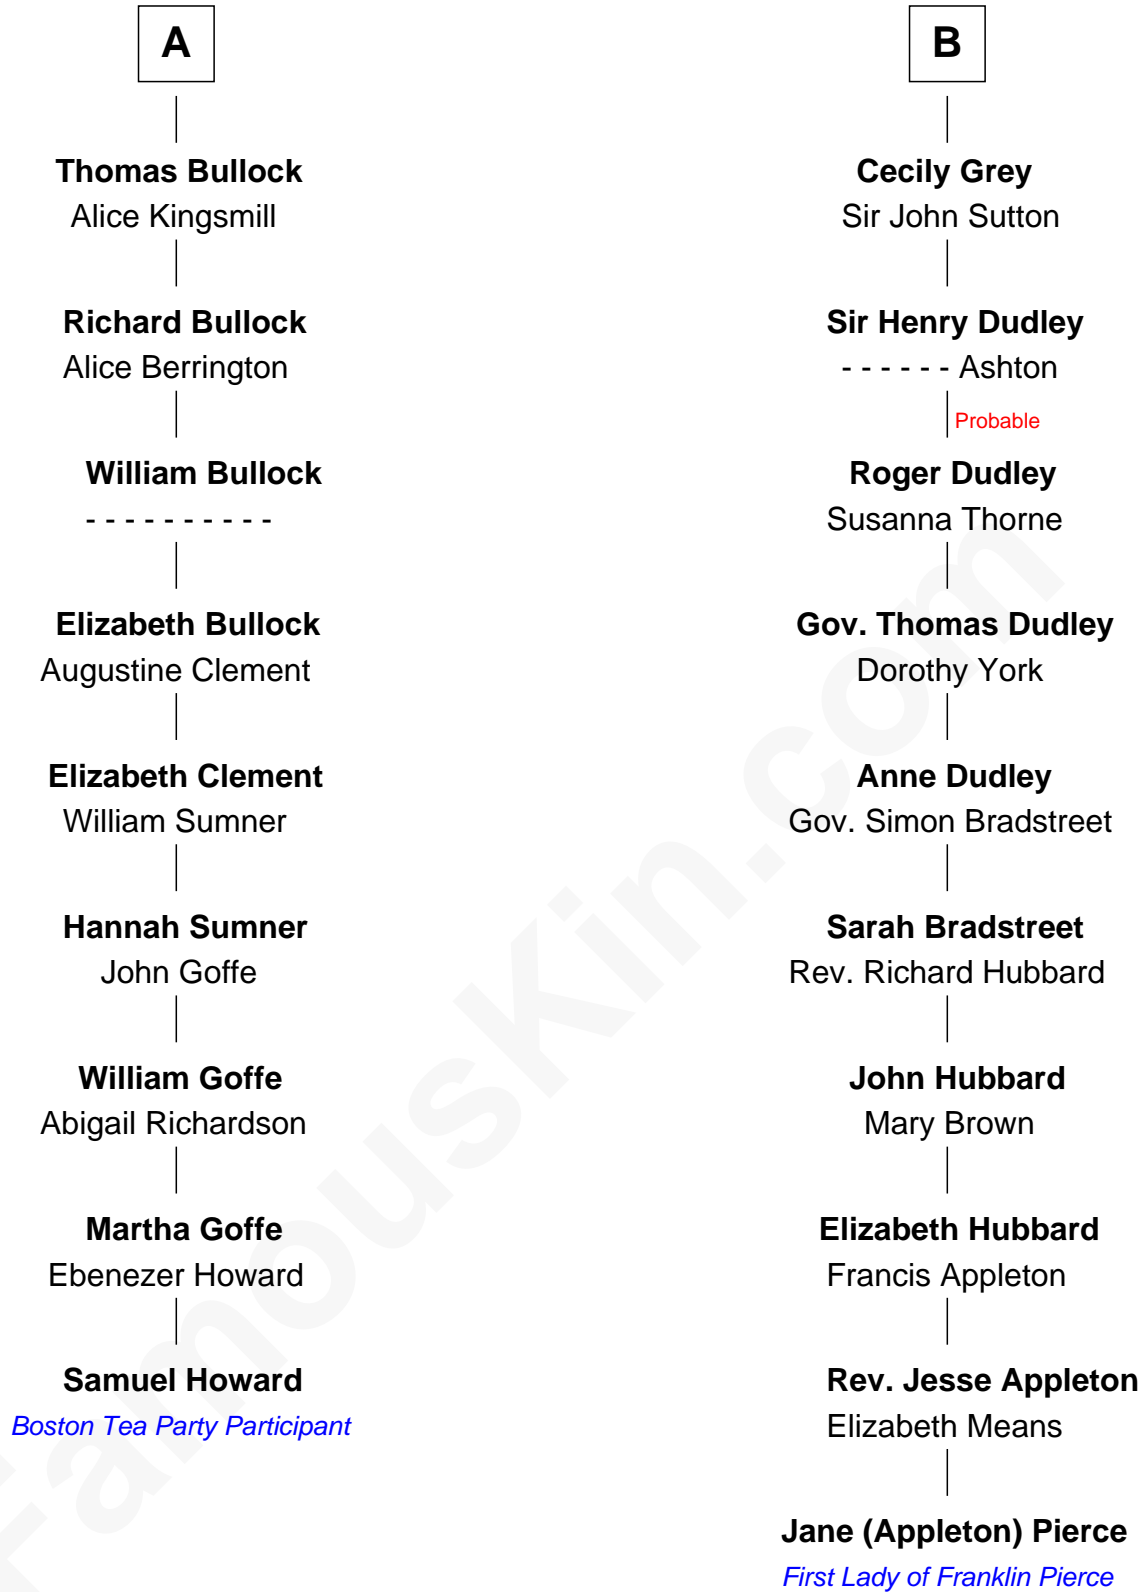 A
Thomas Bullock
Alice Kingsmill
Richard Bullock
Alice Berrington
William Bullock
- - - - - - - - - -
Elizabeth Bullock
Augustine Clement
Elizabeth Clement
William Sumner
Hannah Sumner
John Goffe
William Goffe
Abigail Richardson
Martha Goffe
Ebenezer Howard
Samuel Howard
Boston Tea Party Participant
B
Cecily Grey
Sir John Sutton
Sir Henry Dudley
- - - - - - Ashton
Probable
Roger Dudley
Susanna Thorne
Gov. Thomas Dudley
Dorothy York
Anne Dudley
Gov. Simon Bradstreet
Sarah Bradstreet
Rev. Richard Hubbard
John Hubbard
Mary Brown
Elizabeth Hubbard
Francis Appleton
Rev. Jesse Appleton
Elizabeth Means
Jane (Appleton) Pierce
First Lady of Franklin Pierce
FamousKin.com